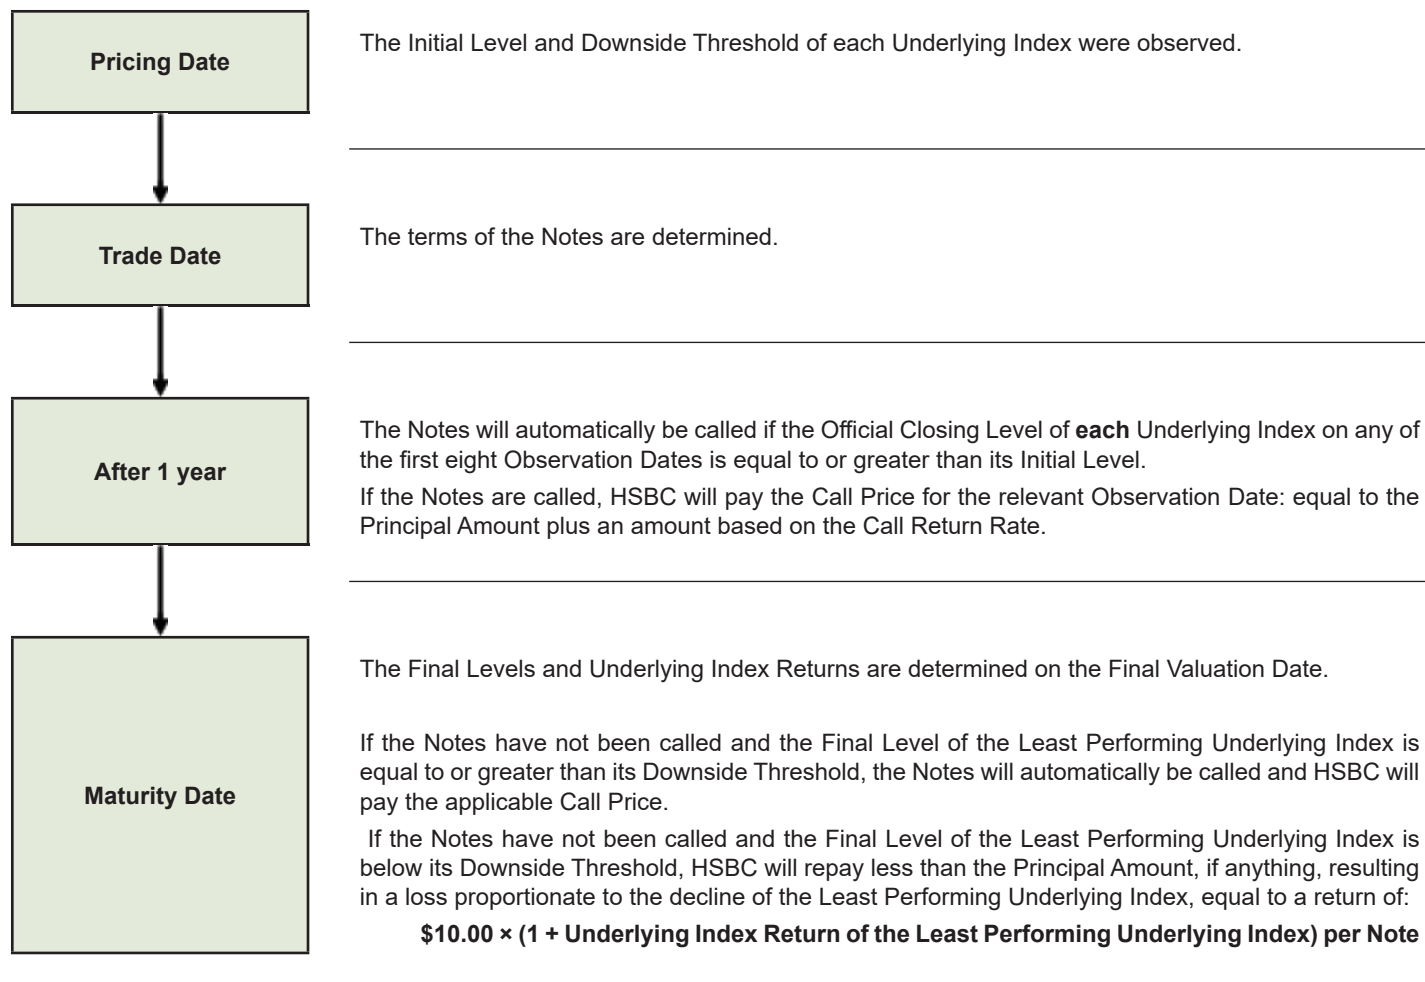 Pricing Date
The Initial Level and Downside Threshold of each Underlying Index were observed.
Trade Date
The terms of the Notes are determined.
After 1 year
The Notes will automatically be called if the Official Closing Level of each Underlying Index on any of
the first eight Observation Dates is equal to or greater than its Initial Level.
If the Notes are called, HSBC will pay the Call Price for the relevant Observation Date: equal to the
Principal Amount plus an amount based on the Call Return Rate.
Maturity Date
The Final Levels and Underlying Index Returns are determined on the Final Valuation Date.
If the Notes have not been called and the Final Level of the Least Performing Underlying Index is
equal to or greater than its Downside Threshold, the Notes will automatically be called and HSBC will
pay the applicable Call Price.
If the Notes have not been called and the Final Level of the Least Performing Underlying Index is
below its Downside Threshold, HSBC will repay less than the Principal Amount, if anything, resulting
in a loss proportionate to the decline of the Least Performing Underlying Index, equal to a return of:
$10.00 × (1 + Underlying Index Return of the Least Performing Underlying Index) per Note